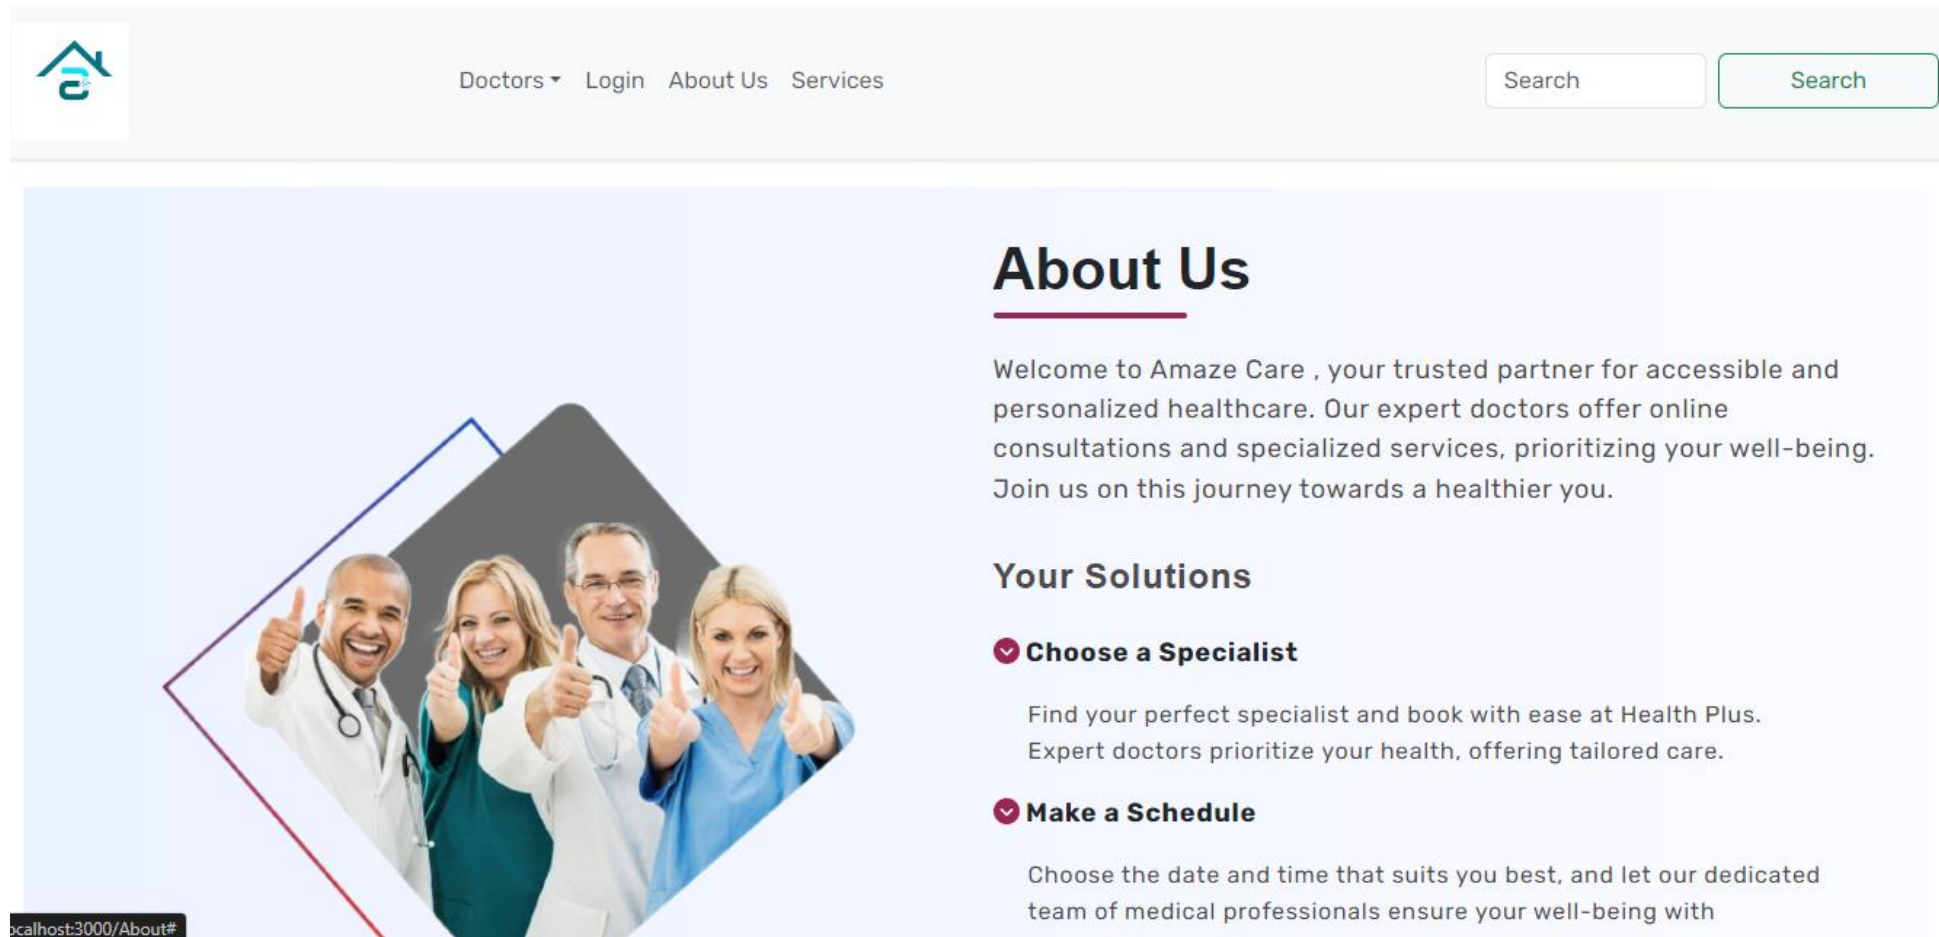 Doctors Login About Us Services Search Search
About Us
Welcome to Amaze Care , your trusted partner for accessible and
personalized healthcare. Our expert doctors offer online
consultations and specialized services, prioritizing your well-being.
Join us on this journey towards a healthier you.
Your Solutions
Choose a Specialist
Find your perfect specialist and book with ease at Health Plus.
Expert doctors prioritize your health, offering tailored care.
Make a Schedule
Choose the date and time that suits you best, and let our dedicated
team of medical professionals ensure your well-being with
ocalhost:3000/About#